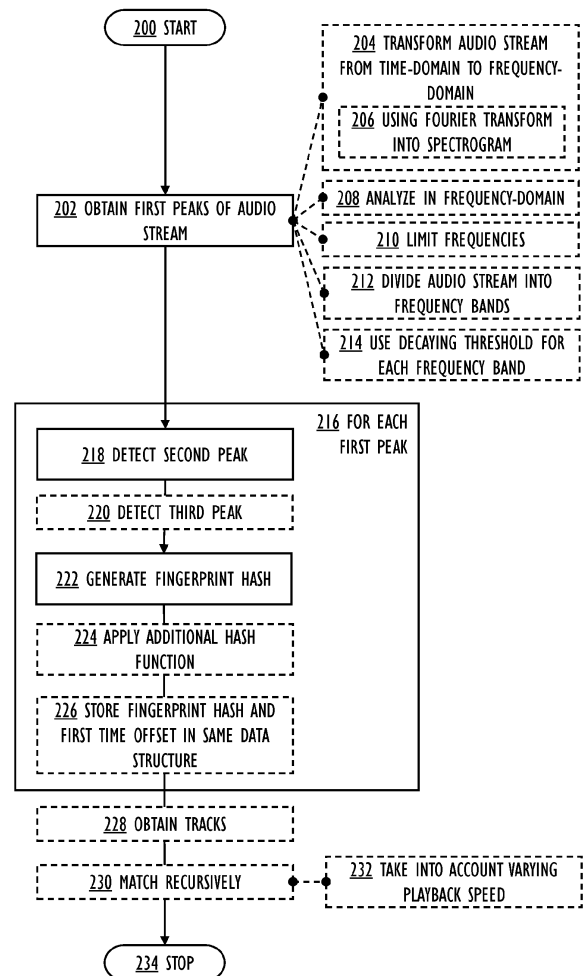 200 START
204 TRANSFORM AUDIO STREAM
FROM TIME-DOMAIN TO FREQUENCY-
DOMAIN
206 USING FOURIER TRANSFORM
INTO SPECTROGRAM
202 OBTAIN FIRST PEAKS OF AUDIO
STREAM
208 ANALYZE IN FREQUENCY-DOMAIN
210 LIMIT FREQUENCIES
212 DIVIDE AUDIO STREAM INTO
FREQUENCY BANDS
214 USE DECAYING THRESHOLD FOR
EACH FREQUENCY BAND
216 FOR EACH
FIRST PEAK
218 DETECT SECOND PEAK
220 DETECT THIRD PEAK
222 GENERATE FINGERPRINT HASH
224 APPLY ADDITIONAL HASH
FUNCTION
226 STORE FINGERPRINT HASH AND
FIRST TIME OFFSET IN SAME DATA
STRUCTURE
228 OBTAIN TRACKS
230 MATCH RECURSIVELY
232 TAKE INTO ACCOUNT VARYING
PLAYBACK SPEED
234 STOP